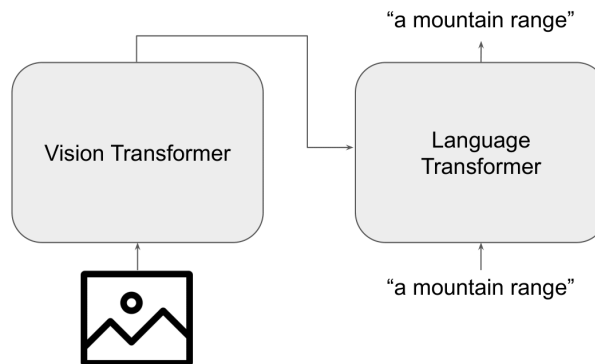 “a mountain range”
Vision Transformer
Language
Transformer
“a mountain range”